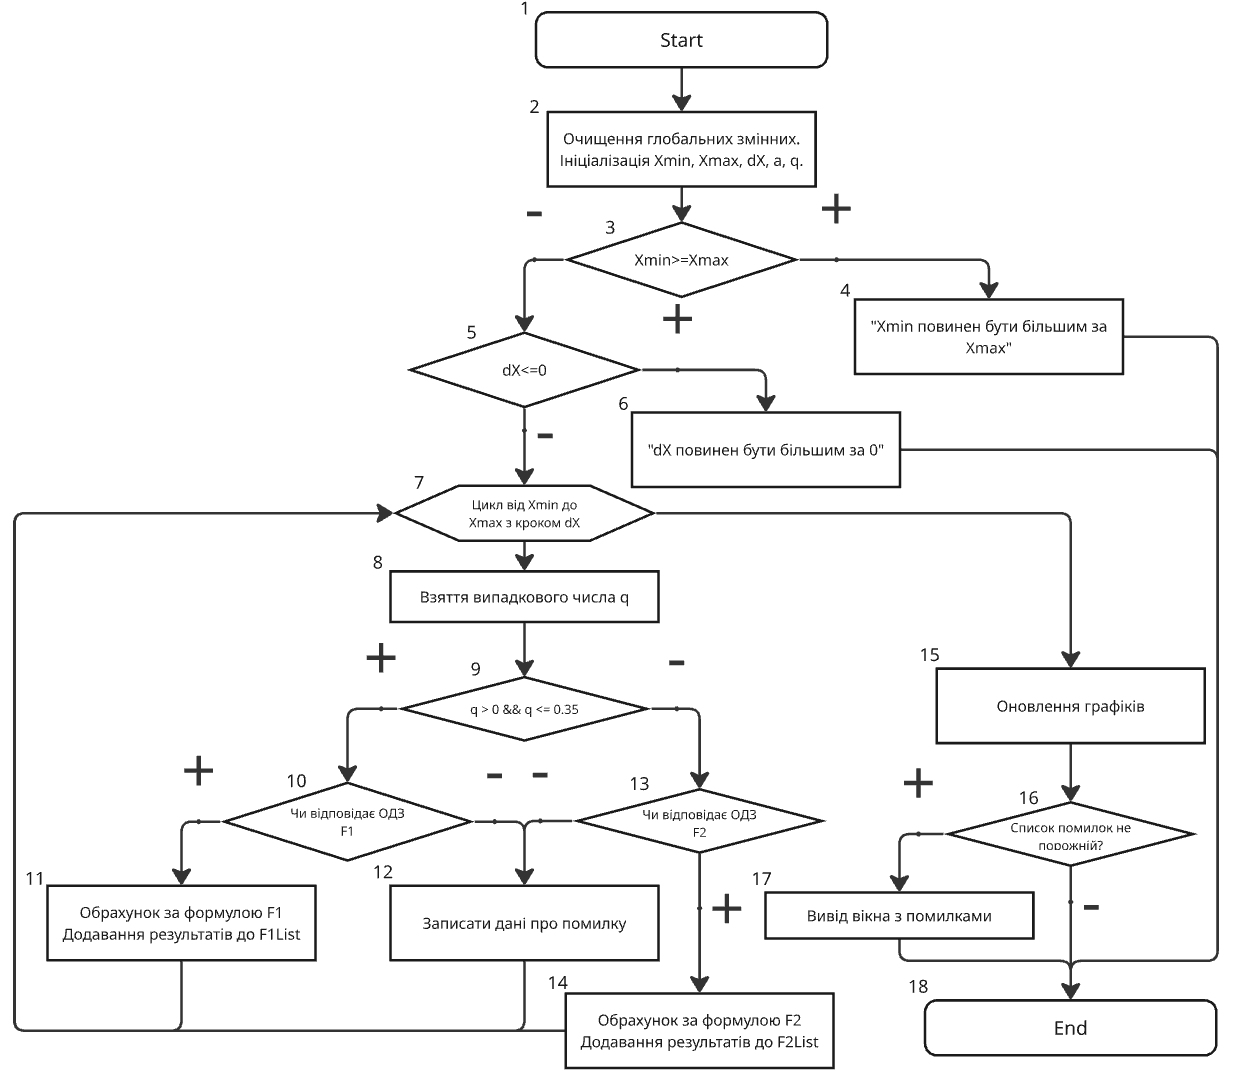 1
Start
2
Очищення глобальних змінних.
Ініціалізація Xmin, Xmax, dX, a, q.
-
+
3
Xmin>=Xmax
4
"Xmin повинен бути більшим за
Xmax"
+
5
dX<=0
6
"dX повинен бути більшим за 0"
-
7
Цикл від Xmin до
Xmax з кроком dX
8
Взяття випадкового числа q
+
-
9
q > 0 && q <= 0.35
15
Оновлення графіків
+
10
Чи відповідає ОДЗ
F1
-
-
13
Чи відповідає ОДЗ
F2
+
16
Список помилок не
порожній?
11
Обрахунок за формулою F1
Додавання результатів до F1List
12
Записати дані про помилку
+
17
Вивід вікна з помилками
-
14
Обрахунок за формулою F2
Додавання результатів до F2List
18
End